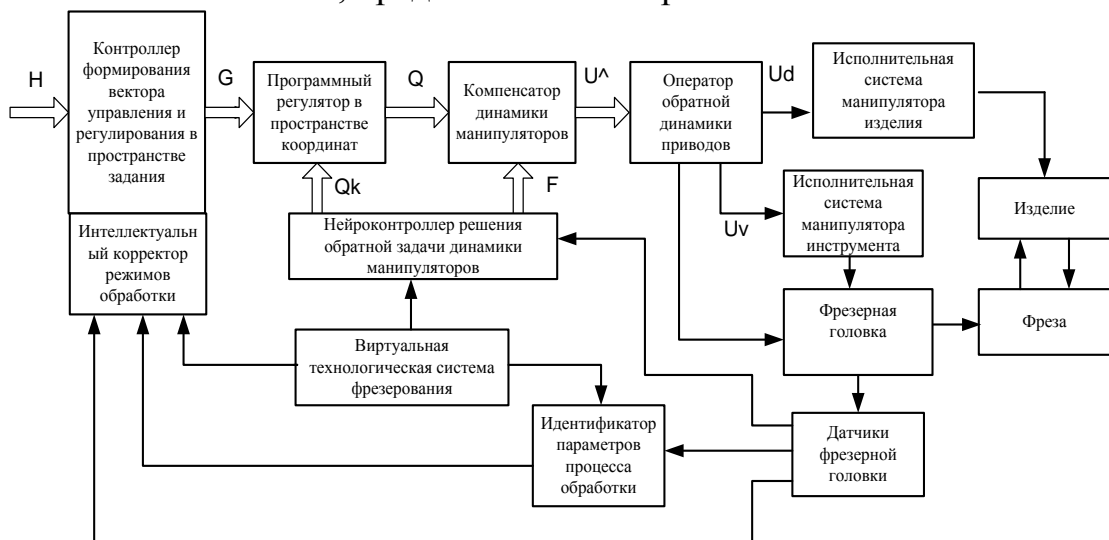 H
Контроллер
формирования
вектора
управления и
регулирования в
пространстве
задания
G
Программный
регулятор в
пространстве
координат
Q
Компенсатор
динамики
манипуляторов
U^
Оператор
обратной
динамики
приводов
Ud
Исполнительная
система
манипулятора
изделия
Qk
F
Uv
Исполнительная
система
манипулятора
инструмента
Изделие
Интеллектуальн
ый корректор
режимов
обработки
Нейроконтроллер решения
обратной задачи динамики
манипуляторов
Фрезерная
головка
Фреза
Виртуальная
технологическая система
фрезерования
Идентификатор
параметров
процесса
обработки
Датчики
фрезерной
головки